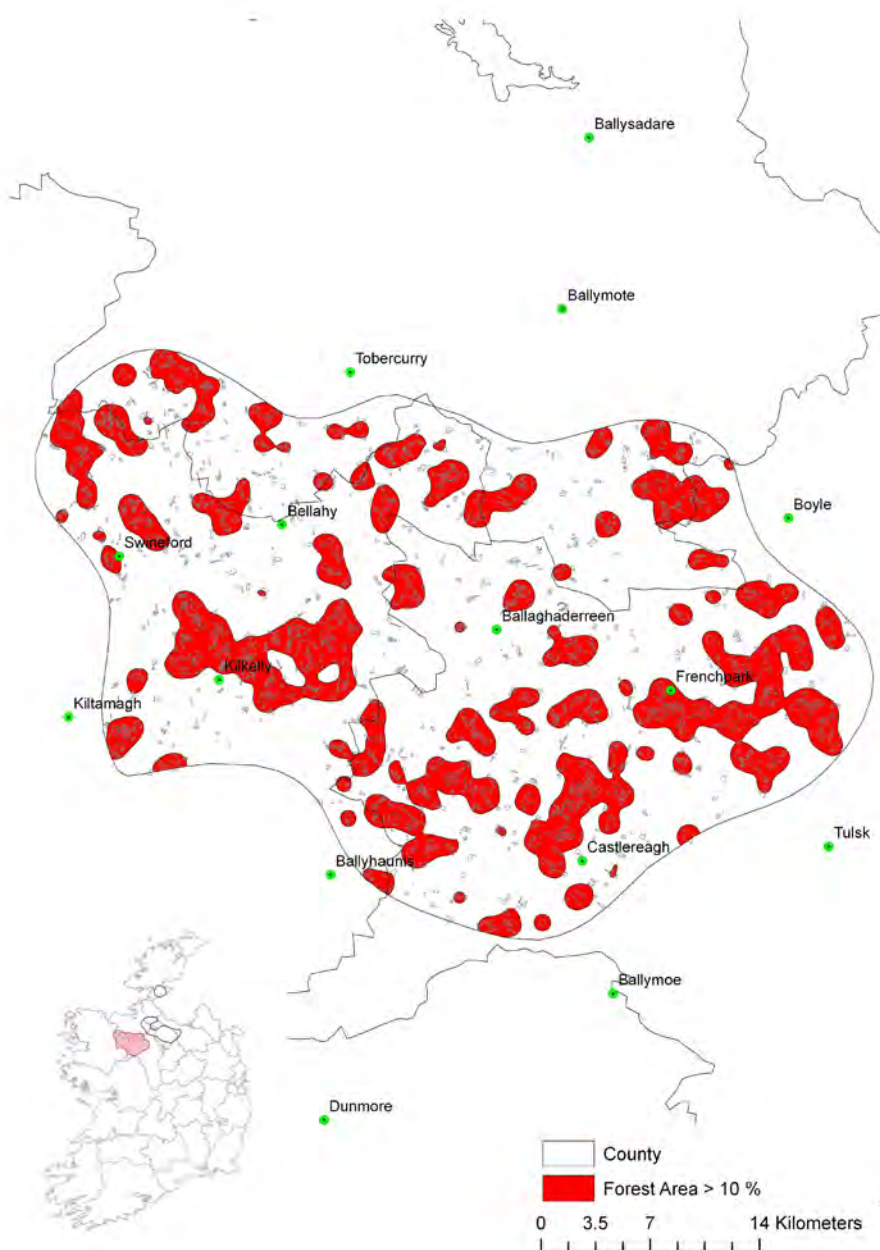 Ballysadare
Ballymote
Tobercurry
Boyle
Bellahy
Swineford
Ballaghaderreen
Kilkelly
Frenchpark
Kiltamagh
Tulsk
Castlereagh
Ballyhaunis
Ballymoe
Dunmore
County
Forest Area > 10 %
0 3.5 7 14 Kilometers